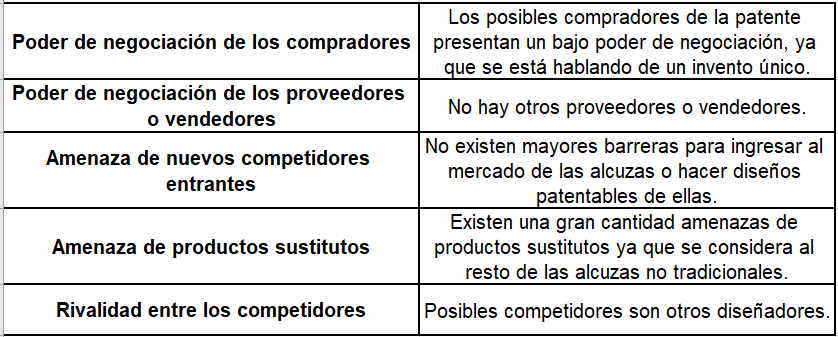 Poder de negociación de los compradores
Los posibles compradores de la patente
presentan un bajo poder de negociación, ya
que se está hablando de un invento único.
Poder de negociación de los proveedores
o vendedores
No hay otros proveedores o vendedores.
Amenaza de nuevos competidores
entrantes
No existen mayores barreras para ingresar al
mercado de las alcuzas o hacer diseños
patentables de ellas.
Amenaza de productos sustitutos
Existen una gran cantidad amenazas de
productos sustitutos ya que se considera al
resto de las alcuzas no tradicionales.
Rivalidad entre los competidores
Posibles competidores son otros diseñadores.